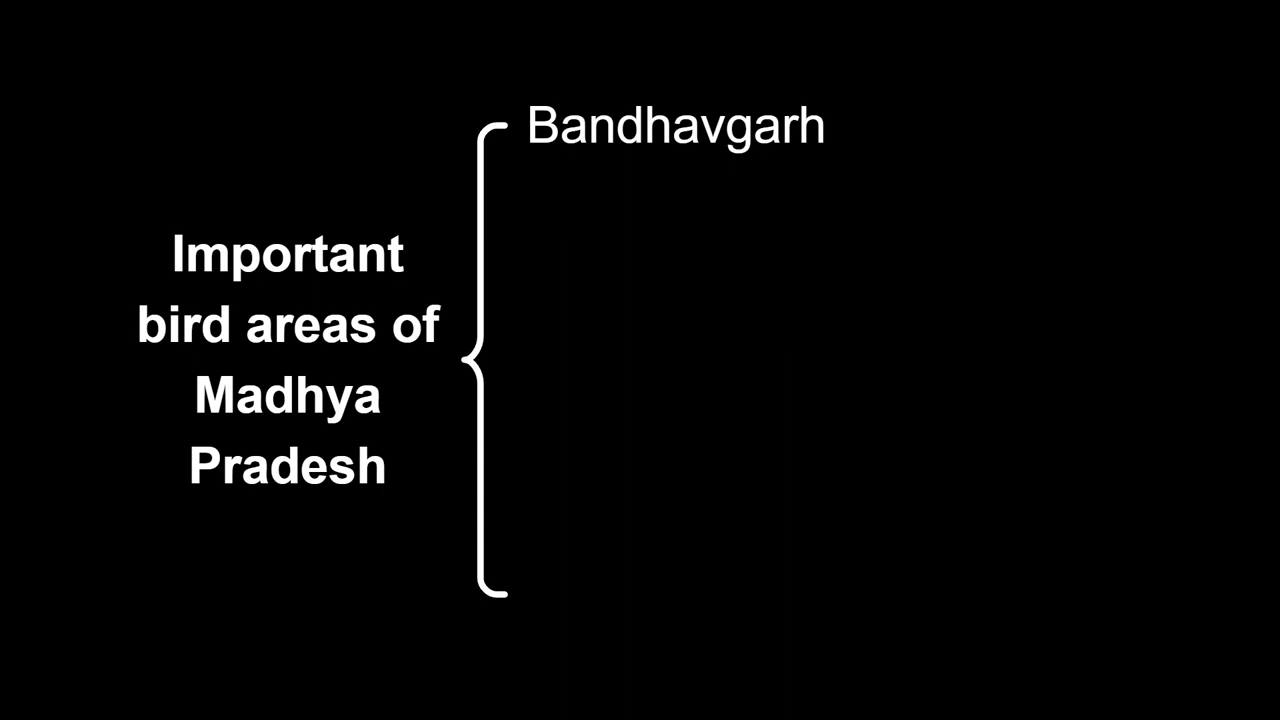 Important
bird areas of
Madhya
Pradesh
Bandhavgarh